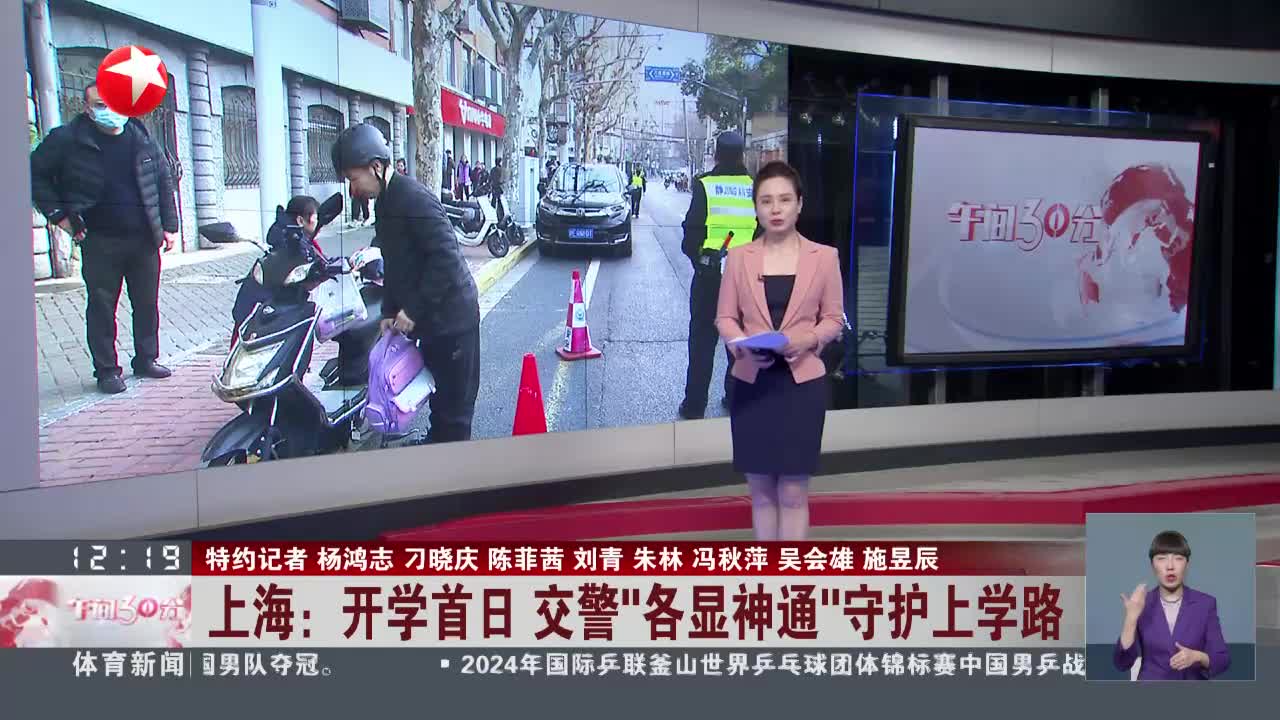 午间30分
12:19
特约记者 杨鸿志 刁晓庆 陈菲茜 刘青 朱林 冯秋萍 吴会雄 施昱辰
午间30分
上海：开学首日 交警"各显神通"守护上学路
体育新闻
国男队夺冠。 ▪ 2024年国际乒联釜山世界乒乓球团体锦标赛中国男乒战